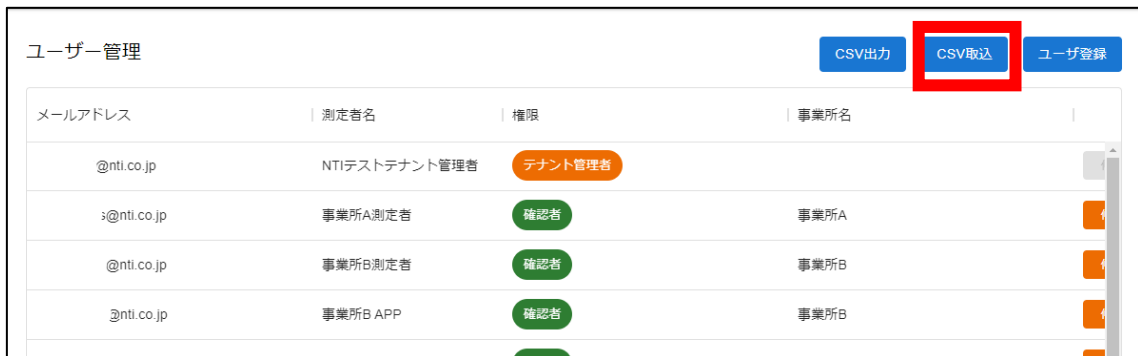 ユーザー管理
CSV出力 CSV取込 ユーザ登録
メールアドレス 測定者名 権限 事業所名
@nti.co.jp NTIテストテナント管理者 テナント管理者
@nti.co.jp 事業所A測定者 確認者 事業所A
@nti.co.jp 事業所B測定者 確認者 事業所B
@nti.co.jp 事業所B APP 確認者 事業所B